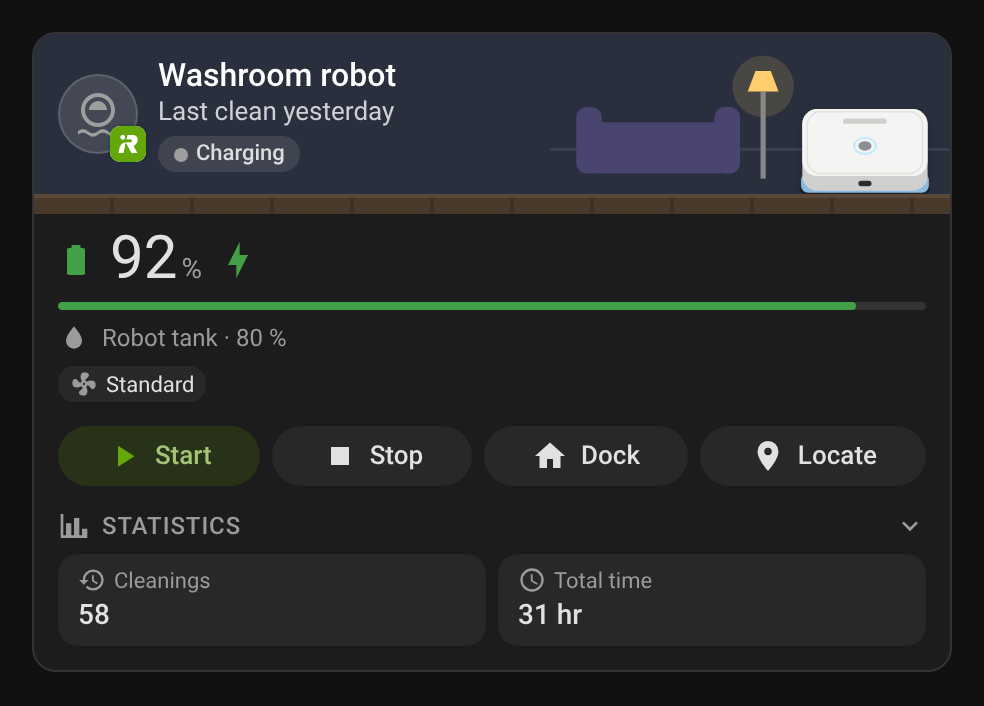 Washroom robot
Last clean yesterday
Charging
92 %
Robot tank · 80 %
Standard
Start
Stop
Dock
Locate
STATISTICS
Cleanings
58
Total time
31 hr